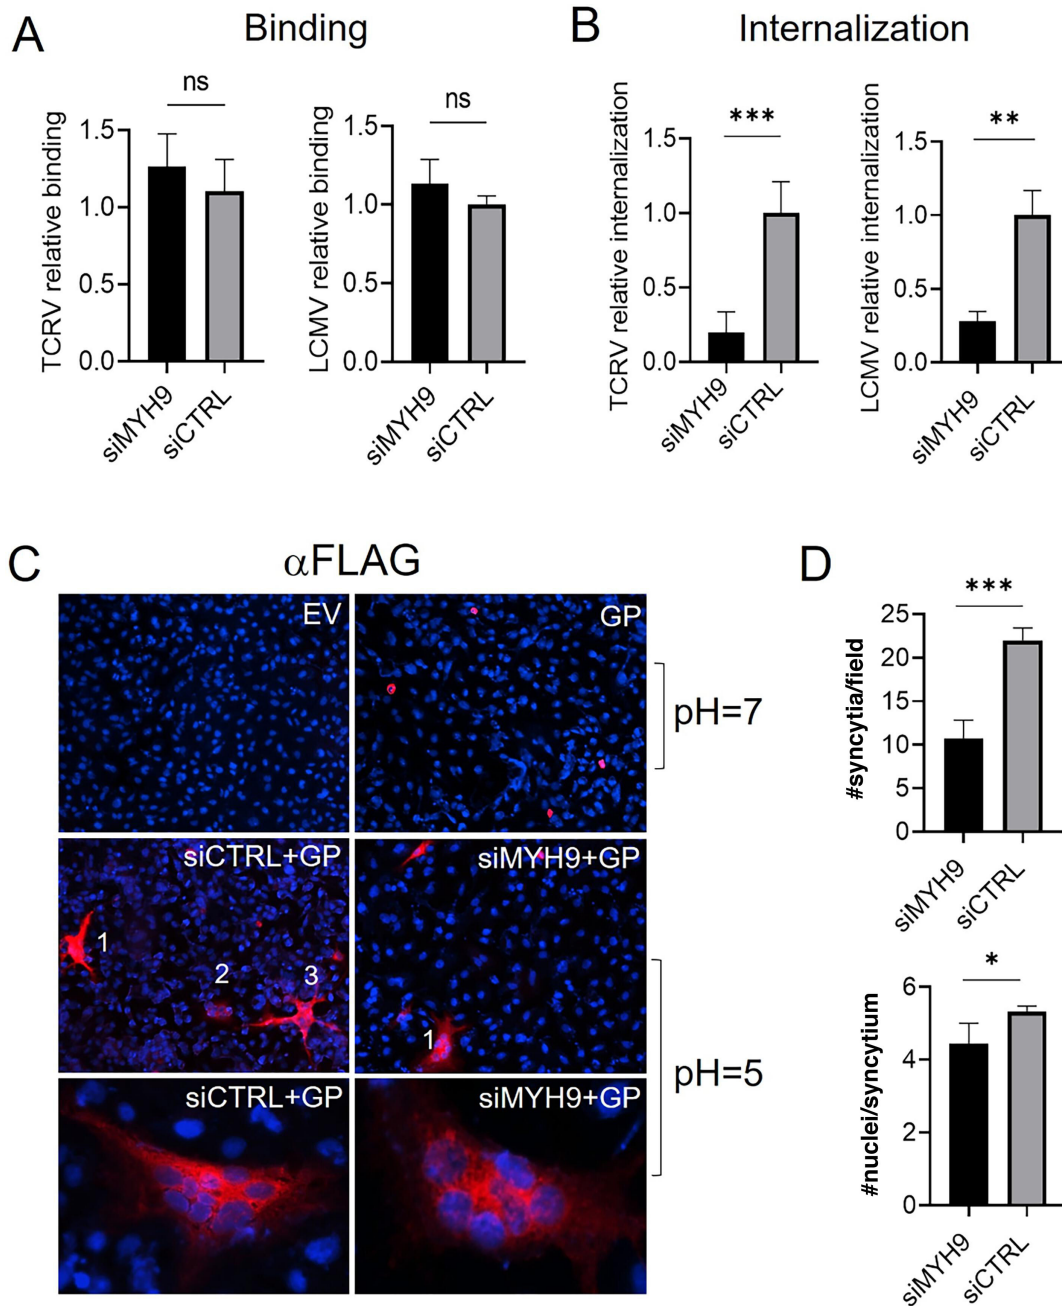 A
Binding
B
Internalization
TCRV relative binding
1.5
1.0
0.5
0.0
ns
siMYH9
siCTRL
LCMV relative binding
1.5
1.0
0.5
0.0
ns
siMYH9
siCTRL
TCRV relative internalization
1.5
1.0
0.5
0.0
***
siMYH9
siCTRL
LCMV relative internalization
1.5
1.0
0.5
0.0
**
siMYH9
siCTRL
C
αFLAG
EV
GP
pH=7
siCTRL+GP
1
2
3
siMYH9+GP
1
siCTRL+GP
siMYH9+GP
pH=5
D
#syncytia/field
25
20
15
10
5
0
***
siMYH9
siCTRL
#nuclei/syncytium
6
4
2
0
*
siMYH9
siCTRL